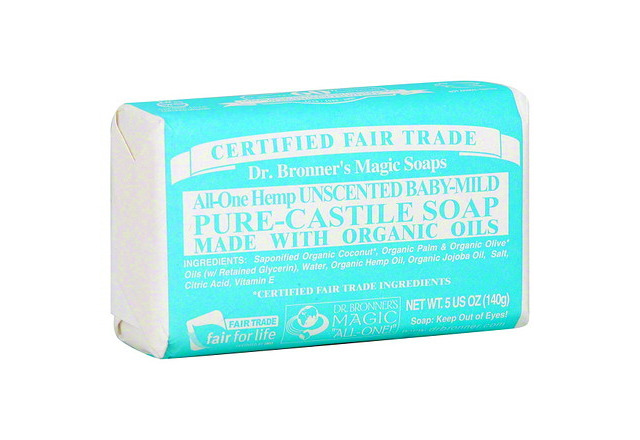 CERTIFIED FAIR TRADE
Dr. Bronner's Magic Soaps
All-One Hemp UNSCENTED BABY-MILD
PURE-CASTILE SOAP
MADE WITH ORGANIC OILS
INGREDIENTS: Saponified Organic Coconut*, Organic Palm & Organic Olive*
Oils (w/ Retained Glycerin), Water, Organic Hemp Oil, Organic Jojoba Oil, Salt,
Citric Acid, Vitamin E
*CERTIFIED FAIR TRADE INGREDIENTS
FAIR TRADE
fair for life
DR. BRONNER'S
MAGIC
"ALL-ONE!"
NET WT. 5 US OZ (140g)
Soap: Keep Out of Eyes!
www.drbronner.com